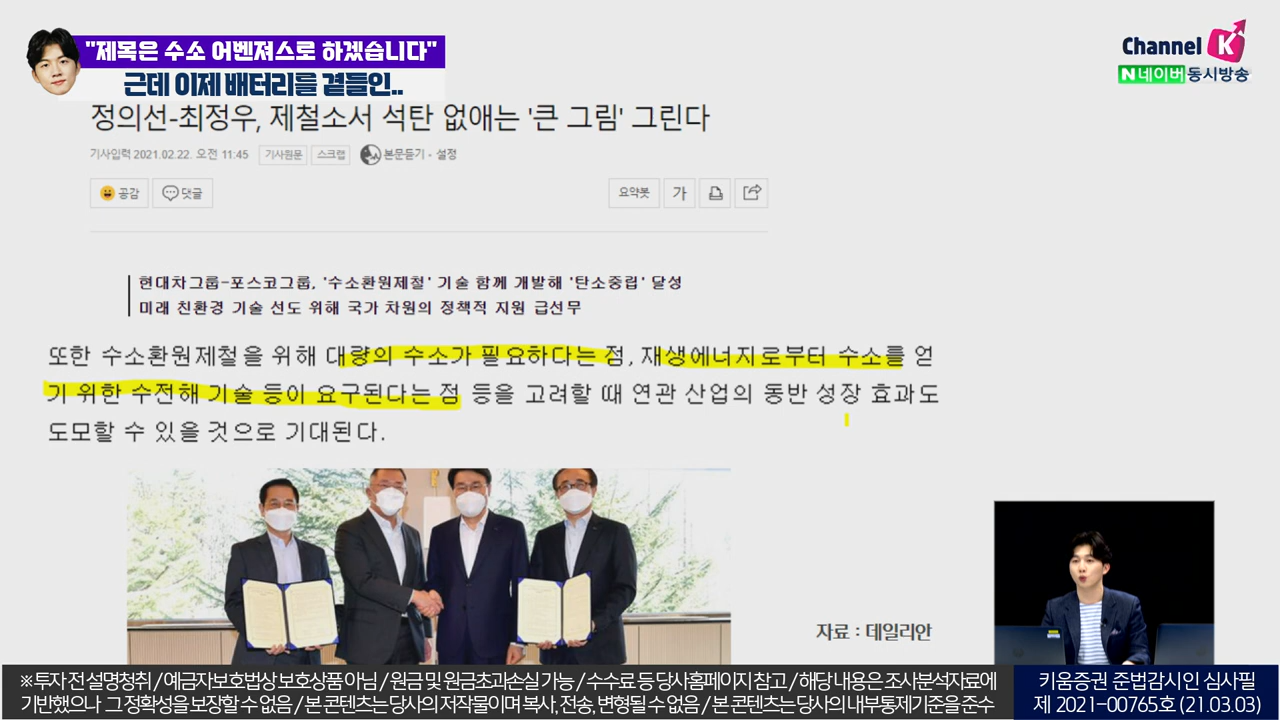 "제목은 수소 어벤져스로 하겠습니다"
근데 이제 배터리를 곁들인..
Channel K
N 네이버 동시방송
정의선-최정우, 제철소서 석탄 없애는 '큰 그림' 그린다
기사입력 2021.02.22. 오전 11:45 기사원문 스크랩 본문듣기 · 설정
공감 댓글 요약봇 가
현대차그룹-포스코그룹, '수소환원제철' 기술 함께 개발해 '탄소중립' 달성
미래 친환경 기술 선도 위해 국가 차원의 정책적 지원 급선무
또한 수소환원제철을 위해 대량의 수소가 필요하다는 점, 재생에너지로부터 수소를 얻
기 위한 수전해 기술 등이 요구된다는 점 등을 고려할 때 연관 산업의 동반 성장 효과도
도모할 수 있을 것으로 기대된다.
자료 : 데일리안
※ 투자 전 설명청취 / 예금자보호법상 보호상품 아님 / 원금 및 원금초과손실 가능 / 수수료 등 당사홈페이지 참고 / 해당 내용은 조사분석자료에
기반했으나 그 정확성을 보장할 수 없음 / 본 콘텐츠는 당사의 저작물이며 복사, 전송, 변형될 수 없음 / 본 콘텐츠는 당사의 내부통제기준을 준수
키움증권 준법감시인 심사필
제 2021-00765호 (21.03.03)